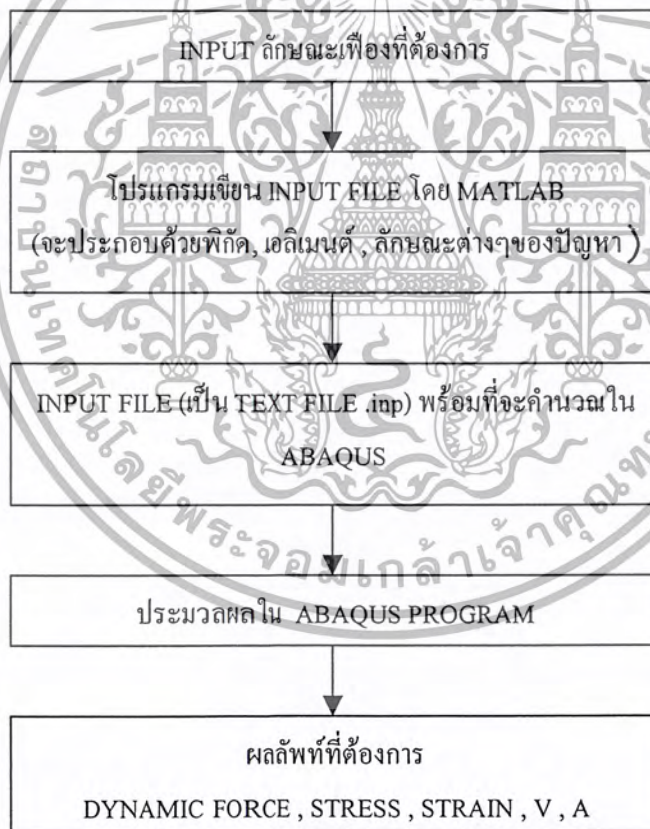 INPUT ลักษณะเฟืองที่ต้องการ
โปรแกรมเขียน INPUT FILE โดย MATLAB
(จะประกอบด้วยพิกัด, เอลิเมนต์ , ลักษณะต่างๆของปัญหา )
INPUT FILE (เป็น TEXT FILE .inp) พร้อมที่จะคำนวณใน
ABAQUS
ประมวลผลใน ABAQUS PROGRAM
ผลลัพท์ที่ต้องการ
DYNAMIC FORCE , STRESS , STRAIN , V , A